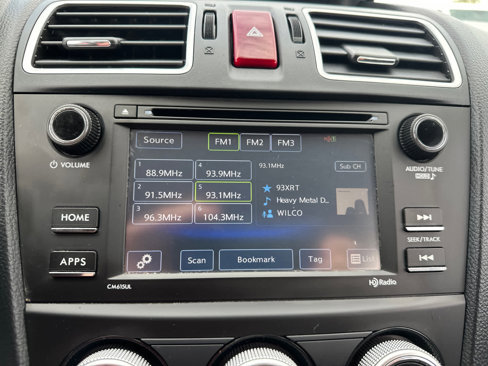 Source
FM1 FM2 FM3
1 88.9MHz
4 93.9MHz
93.1MHz
Sub CH
2 91.5MHz
5 93.1MHz
93XRT
Heavy Metal D...
3 96.3MHz
6 104.3MHz
WILCO
Scan
Bookmark
Tag
List
VOLUME
HOME
APPS
CM615UL
AUDIO/TUNE
SEEK/TRACK
HD Radio